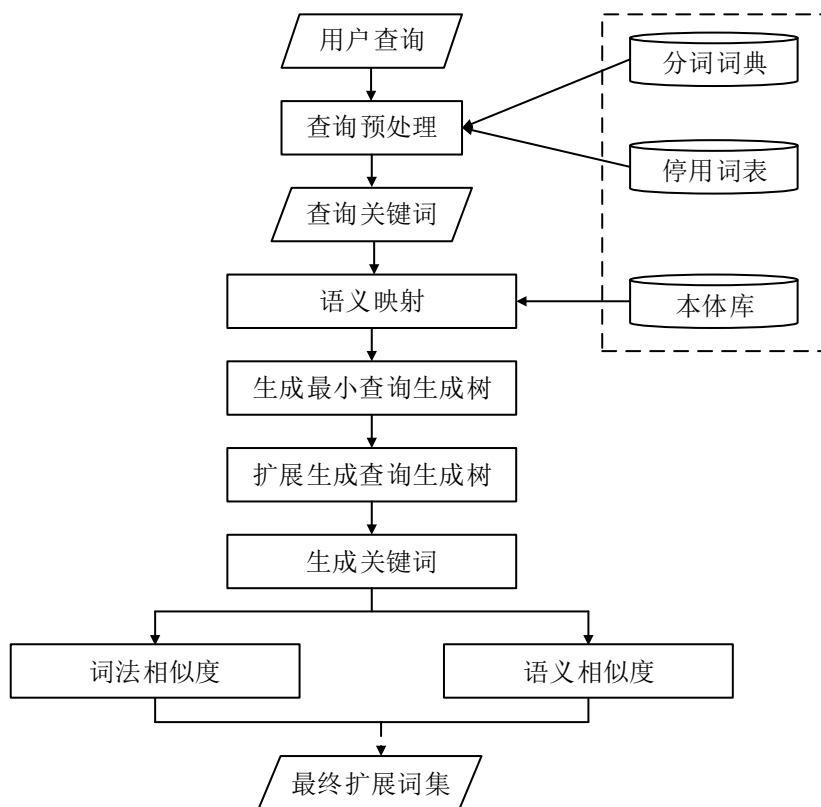 用户查询
分词词典
查询预处理
停用词表
查询关键词
语义映射
本体库
生成最小查询生成树
扩展生成查询生成树
生成关键词
词法相似度
语义相似度
最终扩展词集